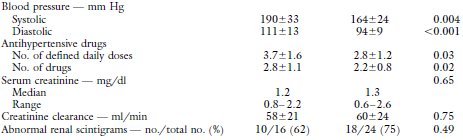 Blood pressure — mm Hg
Systolic 190±33 164±24 0.004
Diastolic 111±13 94±9 <0.001
Antihypertensive drugs
No. of defined daily doses 3.7±1.6 2.8±1.2 0.03
No. of drugs 2.8±1.1 2.2±0.8 0.02
Serum creatinine — mg/dl 0.65
Median 1.2 1.3
Range 0.8–2.2 0.6–2.6
Creatinine clearance — ml/min 58±21 60±24 0.75
Abnormal renal scintigrams — no./total no. (%) 10/16 (62) 18/24 (75) 0.49